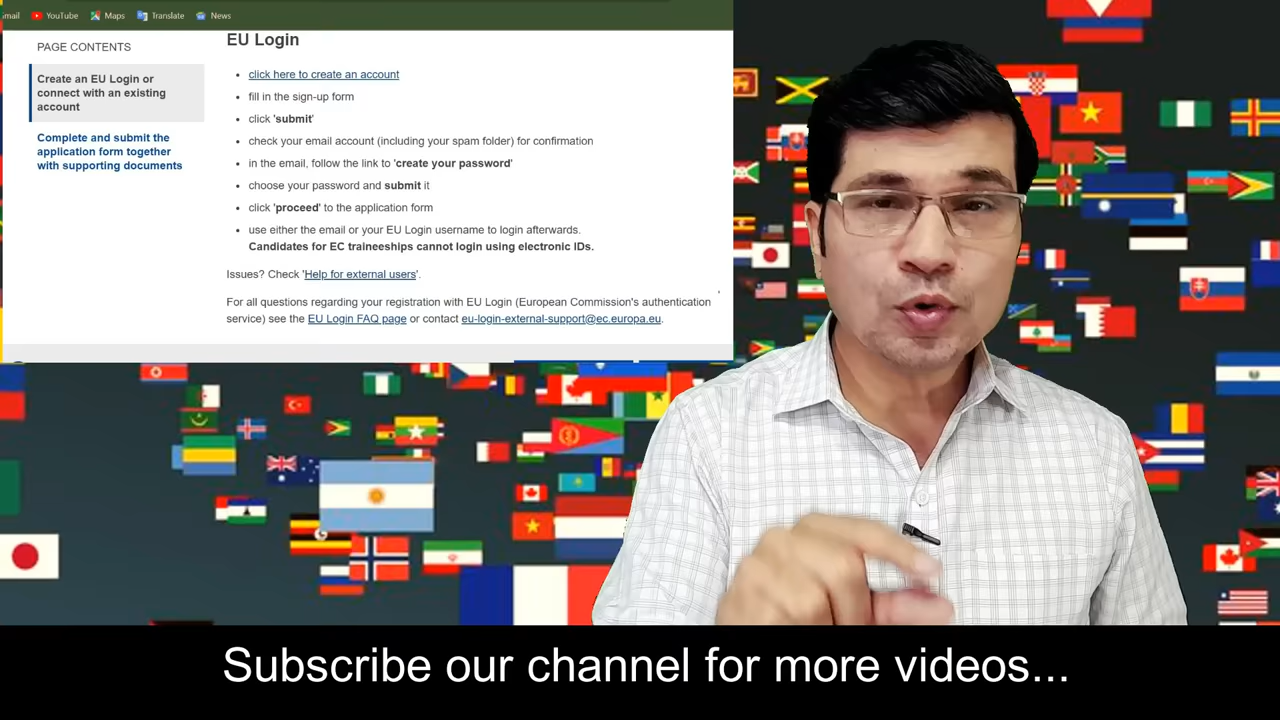 mail YouTube Maps Translate News
PAGE CONTENTS
Create an EU Login or
connect with an existing
account
Complete and submit the
application form together
with supporting documents
EU Login
• click here to create an account
• fill in the sign-up form
• click 'submit'
• check your email account (including your spam folder) for confirmation
• in the email, follow the link to 'create your password'
• choose your password and submit it
• click 'proceed' to the application form
• use either the email or your EU Login username to login afterwards.
Candidates for EC traineeships cannot login using electronic IDs.
Issues? Check 'Help for external users'.
For all questions regarding your registration with EU Login (European Commission's authentication
service) see the EU Login FAQ page or contact eu-login-external-support@ec.europa.eu.
Subscribe our channel for more videos...